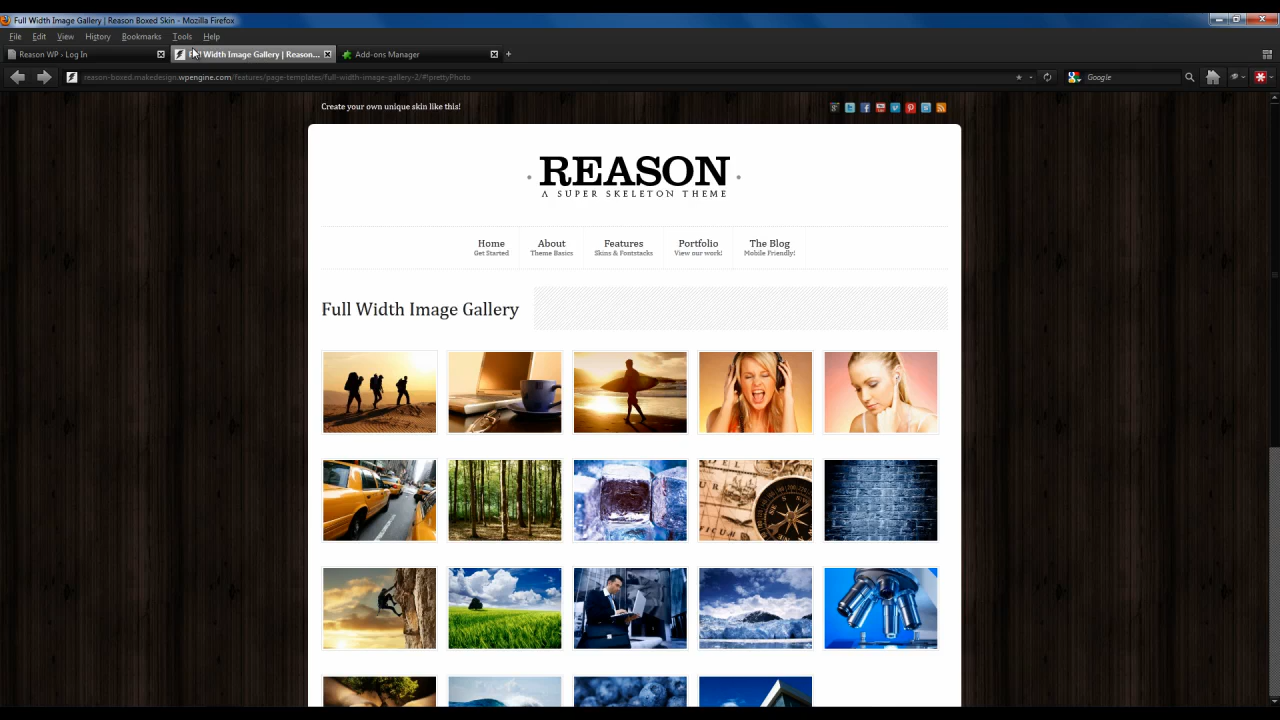 Full Width Image Gallery | Reason Boxed Skin - Mozilla Firefox
File Edit View History Bookmarks Tools Help
Reason WP › Log In
Width Image Gallery | Reason...
Add-ons Manager
reason-boxed.makedesign.wpengine.com/features/page-templates/full-width-image-gallery-2/#!prettyPhoto
Google
Create your own unique skin like this!
REASON
A SUPER SKELETON THEME
Home About Features Portfolio The Blog
Get Started Theme Basics Skins & Fontstacks View our work! Mobile Friendly!
Full Width Image Gallery